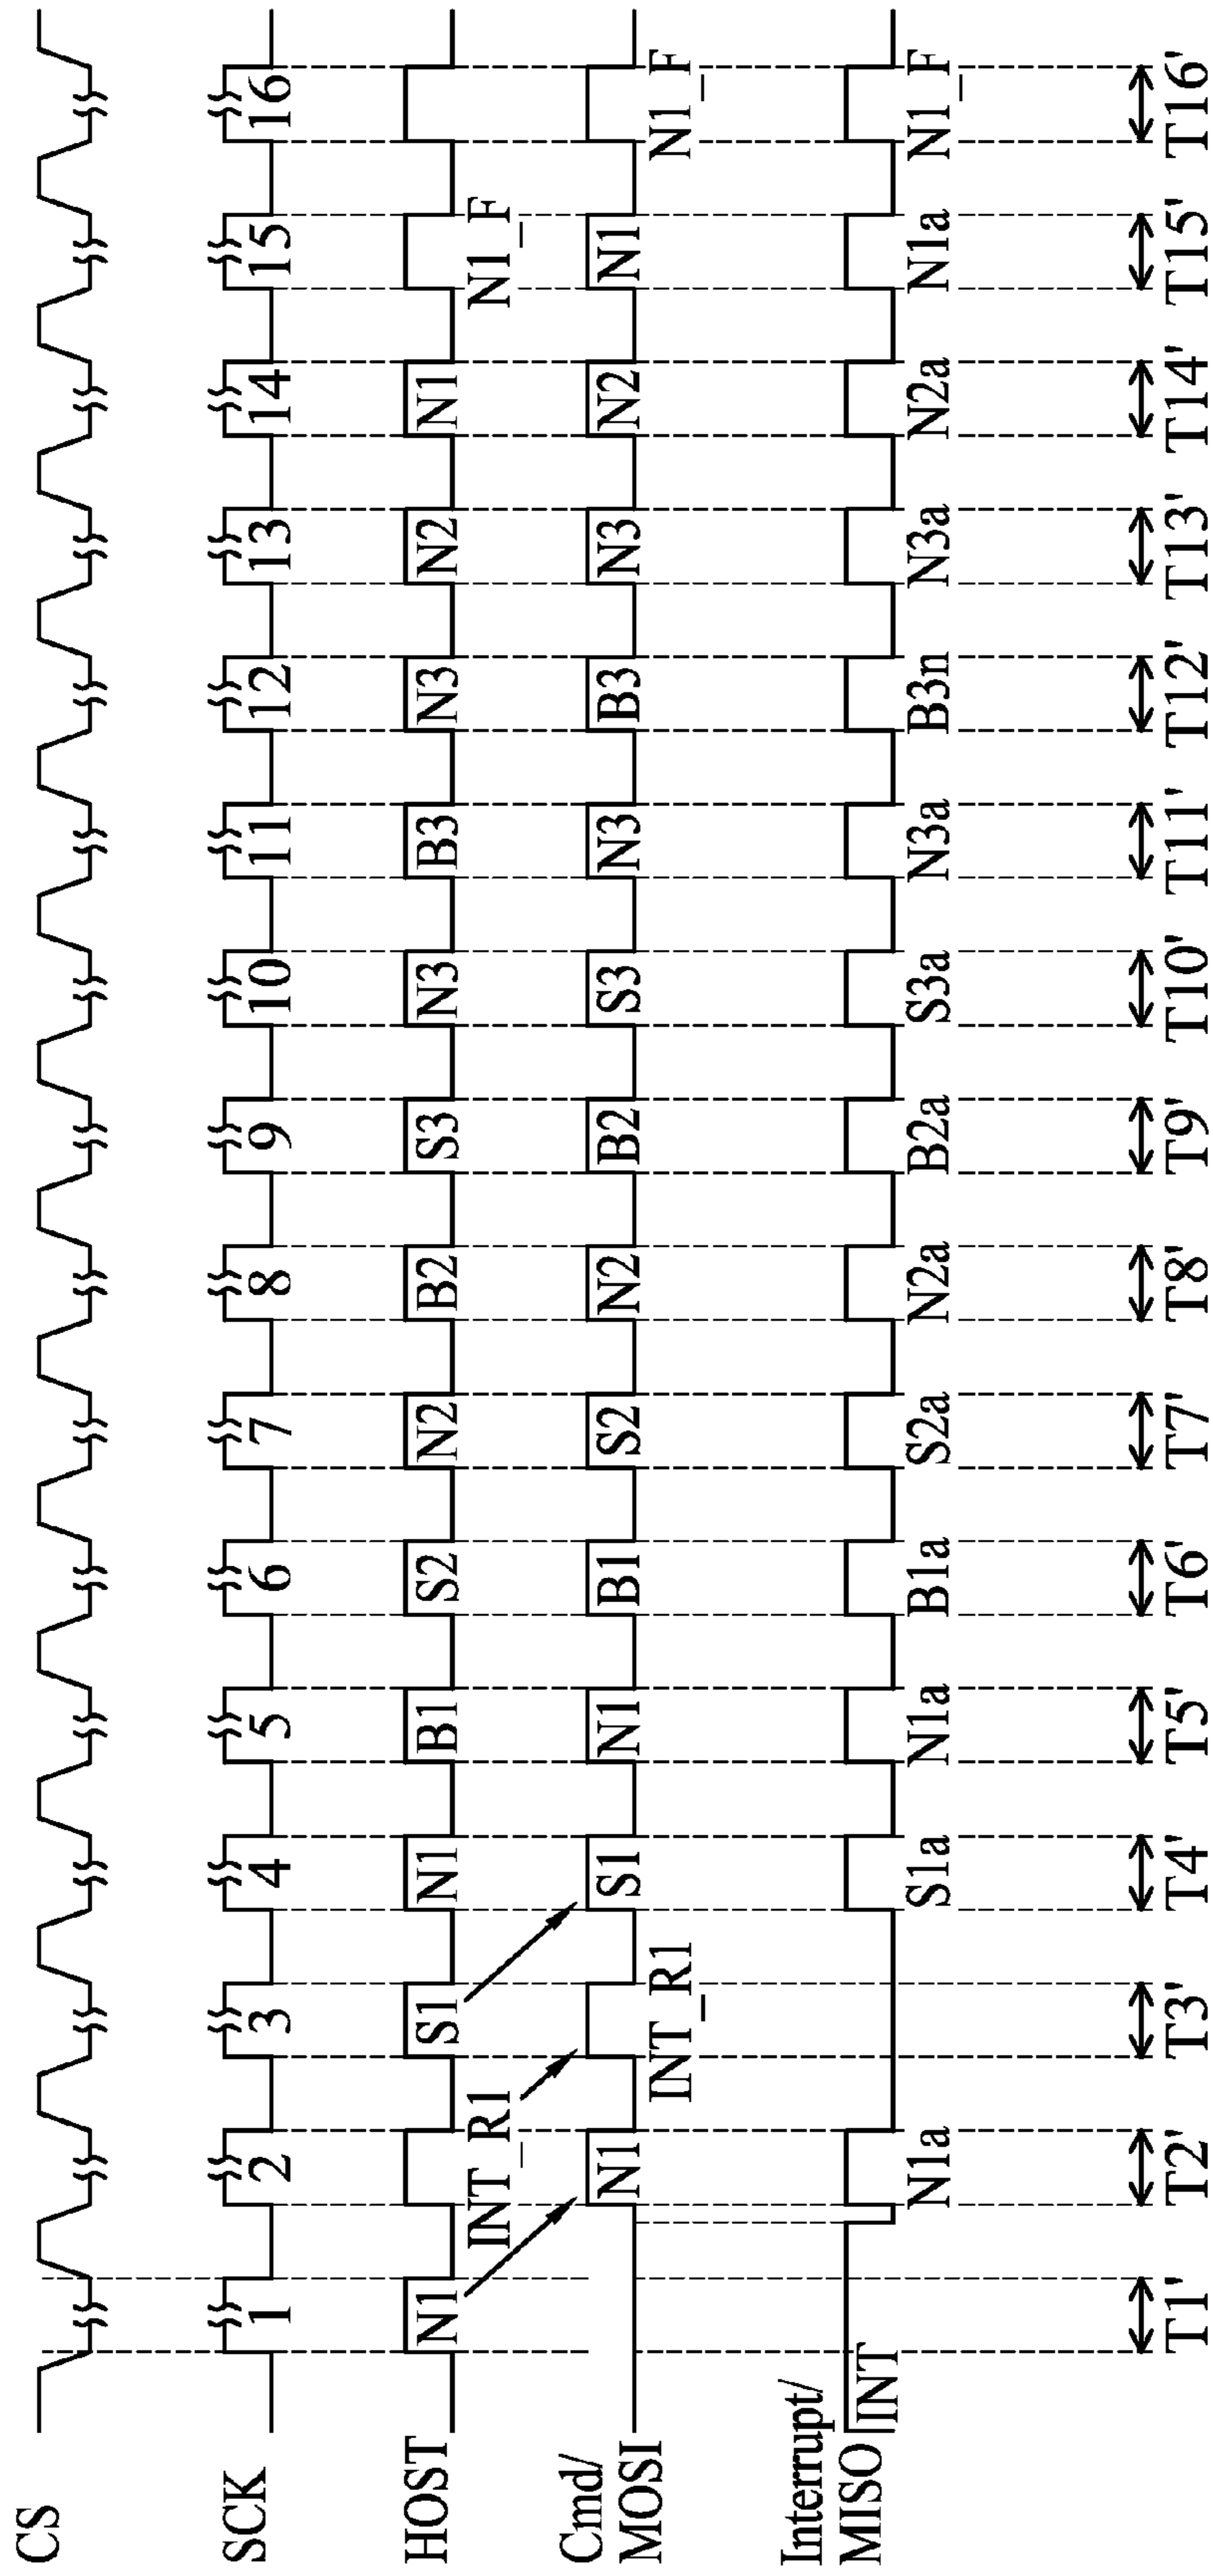 CS
SCK
1 2 3 4 5 6 7 8 9 10 11 12 13 14 15 16
HOST
N1 S1 N1 B1 S2 N2 B2 S3 N3 B3 N3 N2 N1
INT_R1 N1_F
Cmd/
MOSI
N1 S1 N1 B1 S2 N2 B2 S3 N3 B3 N3 N2 N1
INT_R1 N1_F
Interrupt/
MISO
INT
N1a S1a N1a B1a S2a N2a B2a S3a N3a B3n N3a N2a N1a N1_F
T1' T2' T3' T4' T5' T6' T7' T8' T9' T10' T11' T12' T13' T14' T15' T16'